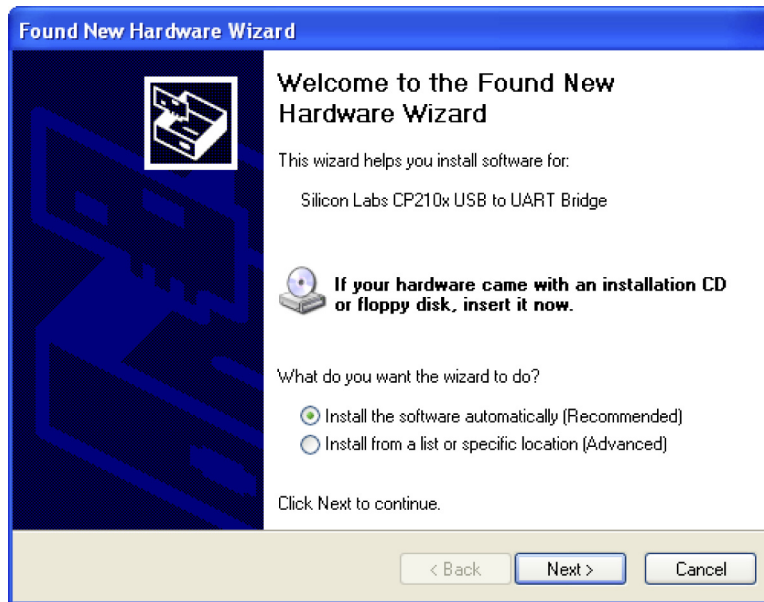 Found New Hardware Wizard
Welcome to the Found New
Hardware Wizard
This wizard helps you install software for:
Silicon Labs CP210x USB to UART Bridge
If your hardware came with an installation CD
or floppy disk, insert it now.
What do you want the wizard to do?
Install the software automatically (Recommended)
Install from a list or specific location (Advanced)
Click Next to continue.
< Back Next > Cancel